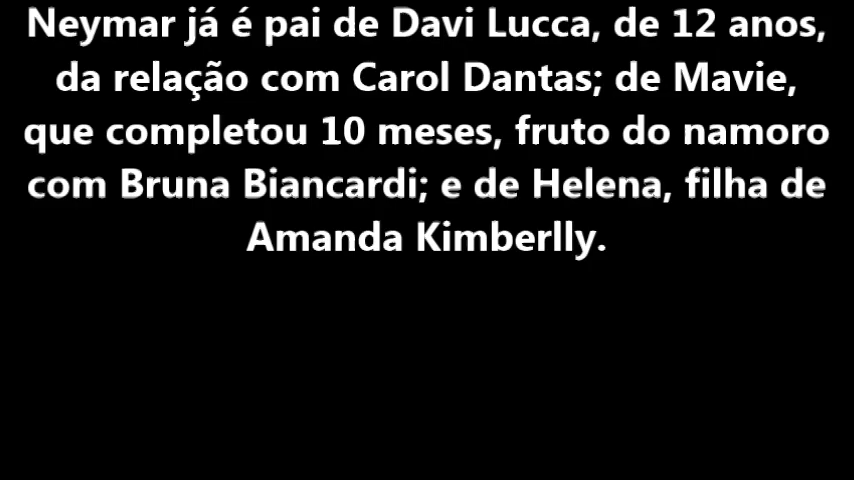 Neymar já é pai de Davi Lucca, de 12 anos,
da relação com Carol Dantas; de Mavie,
que completou 10 meses, fruto do namoro
com Bruna Biancardi; e de Helena, filha de
Amanda Kimberlly.